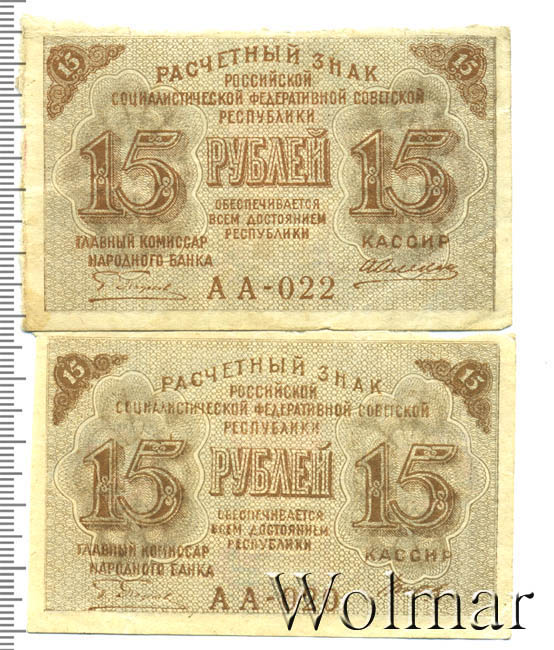 15 15
РАСЧЕТНЫЙ ЗНАК
РОССИЙСКОЙ
СОЦИАЛИСТИЧЕСКОЙ ФЕДЕРАТИВНОЙ СОВЕТСКОЙ
РЕСПУБЛИКИ
15 РУБЛЕЙ 15
ОБЕСПЕЧИВАЕТСЯ
ВСЕМ ДОСТОЯНИЕМ
РЕСПУБЛИКИ
ГЛАВНЫЙ КОМИССАР
НАРОДНОГО БАНКА
КАССИР
АА-022
15 15
РАСЧЕТНЫЙ ЗНАК
РОССИЙСКОЙ
СОЦИАЛИСТИЧЕСКОЙ ФЕДЕРАТИВНОЙ СОВЕТСКОЙ
РЕСПУБЛИКИ
15 РУБЛЕЙ 15
ОБЕСПЕЧИВАЕТСЯ
ВСЕМ ДОСТОЯНИЕМ
РЕСПУБЛИКИ
ГЛАВНЫЙ КОМИССАР
НАРОДНОГО БАНКА
КАССИР
Wolmar